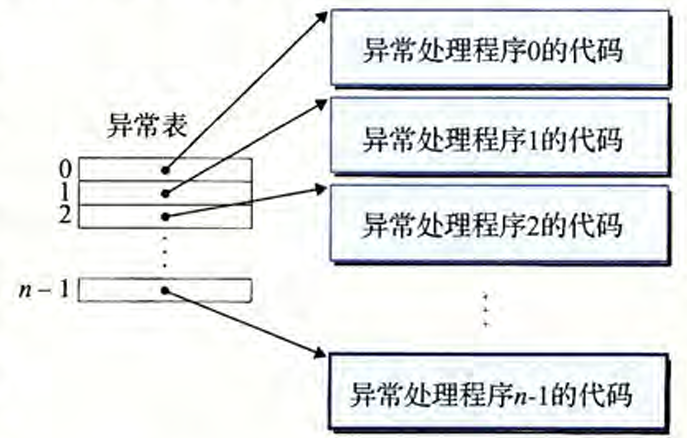 异常处理程序0的代码
异常表
异常处理程序1的代码
0
1
2
异常处理程序2的代码
n – 1
异常处理程序n-1的代码